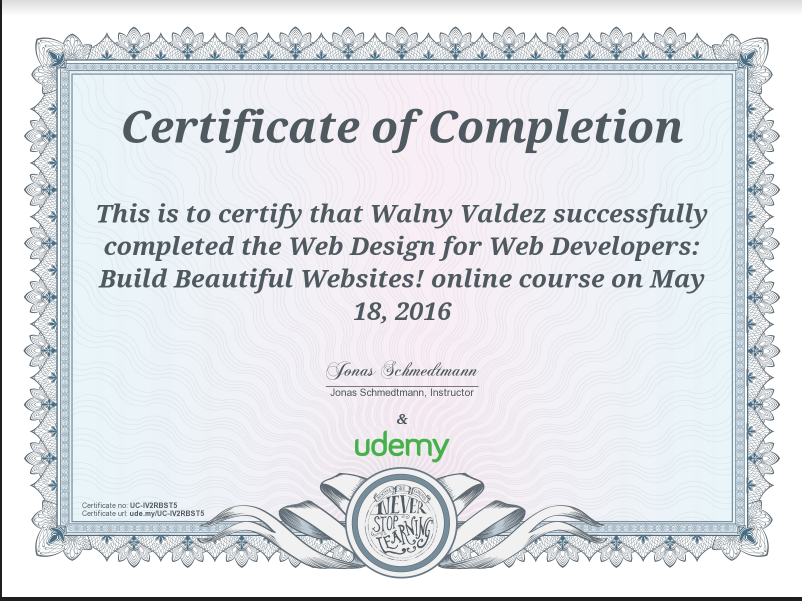 Certificate of Completion
This is to certify that Walny Valdez successfully
completed the Web Design for Web Developers:
Build Beautiful Websites! online course on May
18, 2016
Jonas Schmedtmann
Jonas Schmedtmann, Instructor
&
udemy
Certificate no: UC-IV2RBST5
Certificate url: ude.my/UC-IV2RBST5
NEVER
STOP
LEARNING